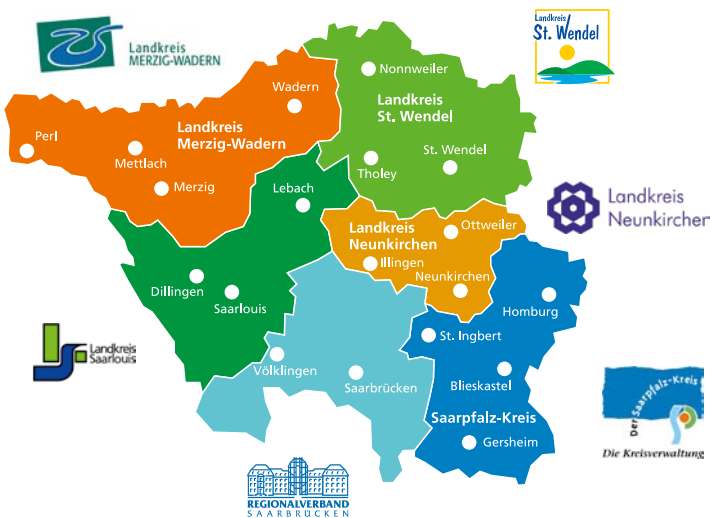 Landkreis
MERZIG-WADERN
Landkreis
St. Wendel
Nonnweiler
Wadern
Landkreis
St. Wendel
Landkreis
Merzig-Wadern
Perl
Mettlach
St. Wendel
Tholey
Merzig
Lebach
Landkreis
Neunkirchen
Ottweiler
Landkreis
Neunkirchen
Illingen
Neunkirchen
Dillingen
Saarlouis
Homburg
St. Ingbert
Landkreis
Saarlouis
Völklingen
Saarbrücken
Blieskastel
Der Saarpfalz-Kreis
Saarpfalz-Kreis
Gersheim
Die Kreisverwaltung
REGIONALVERBAND
SAARBRÜCKEN